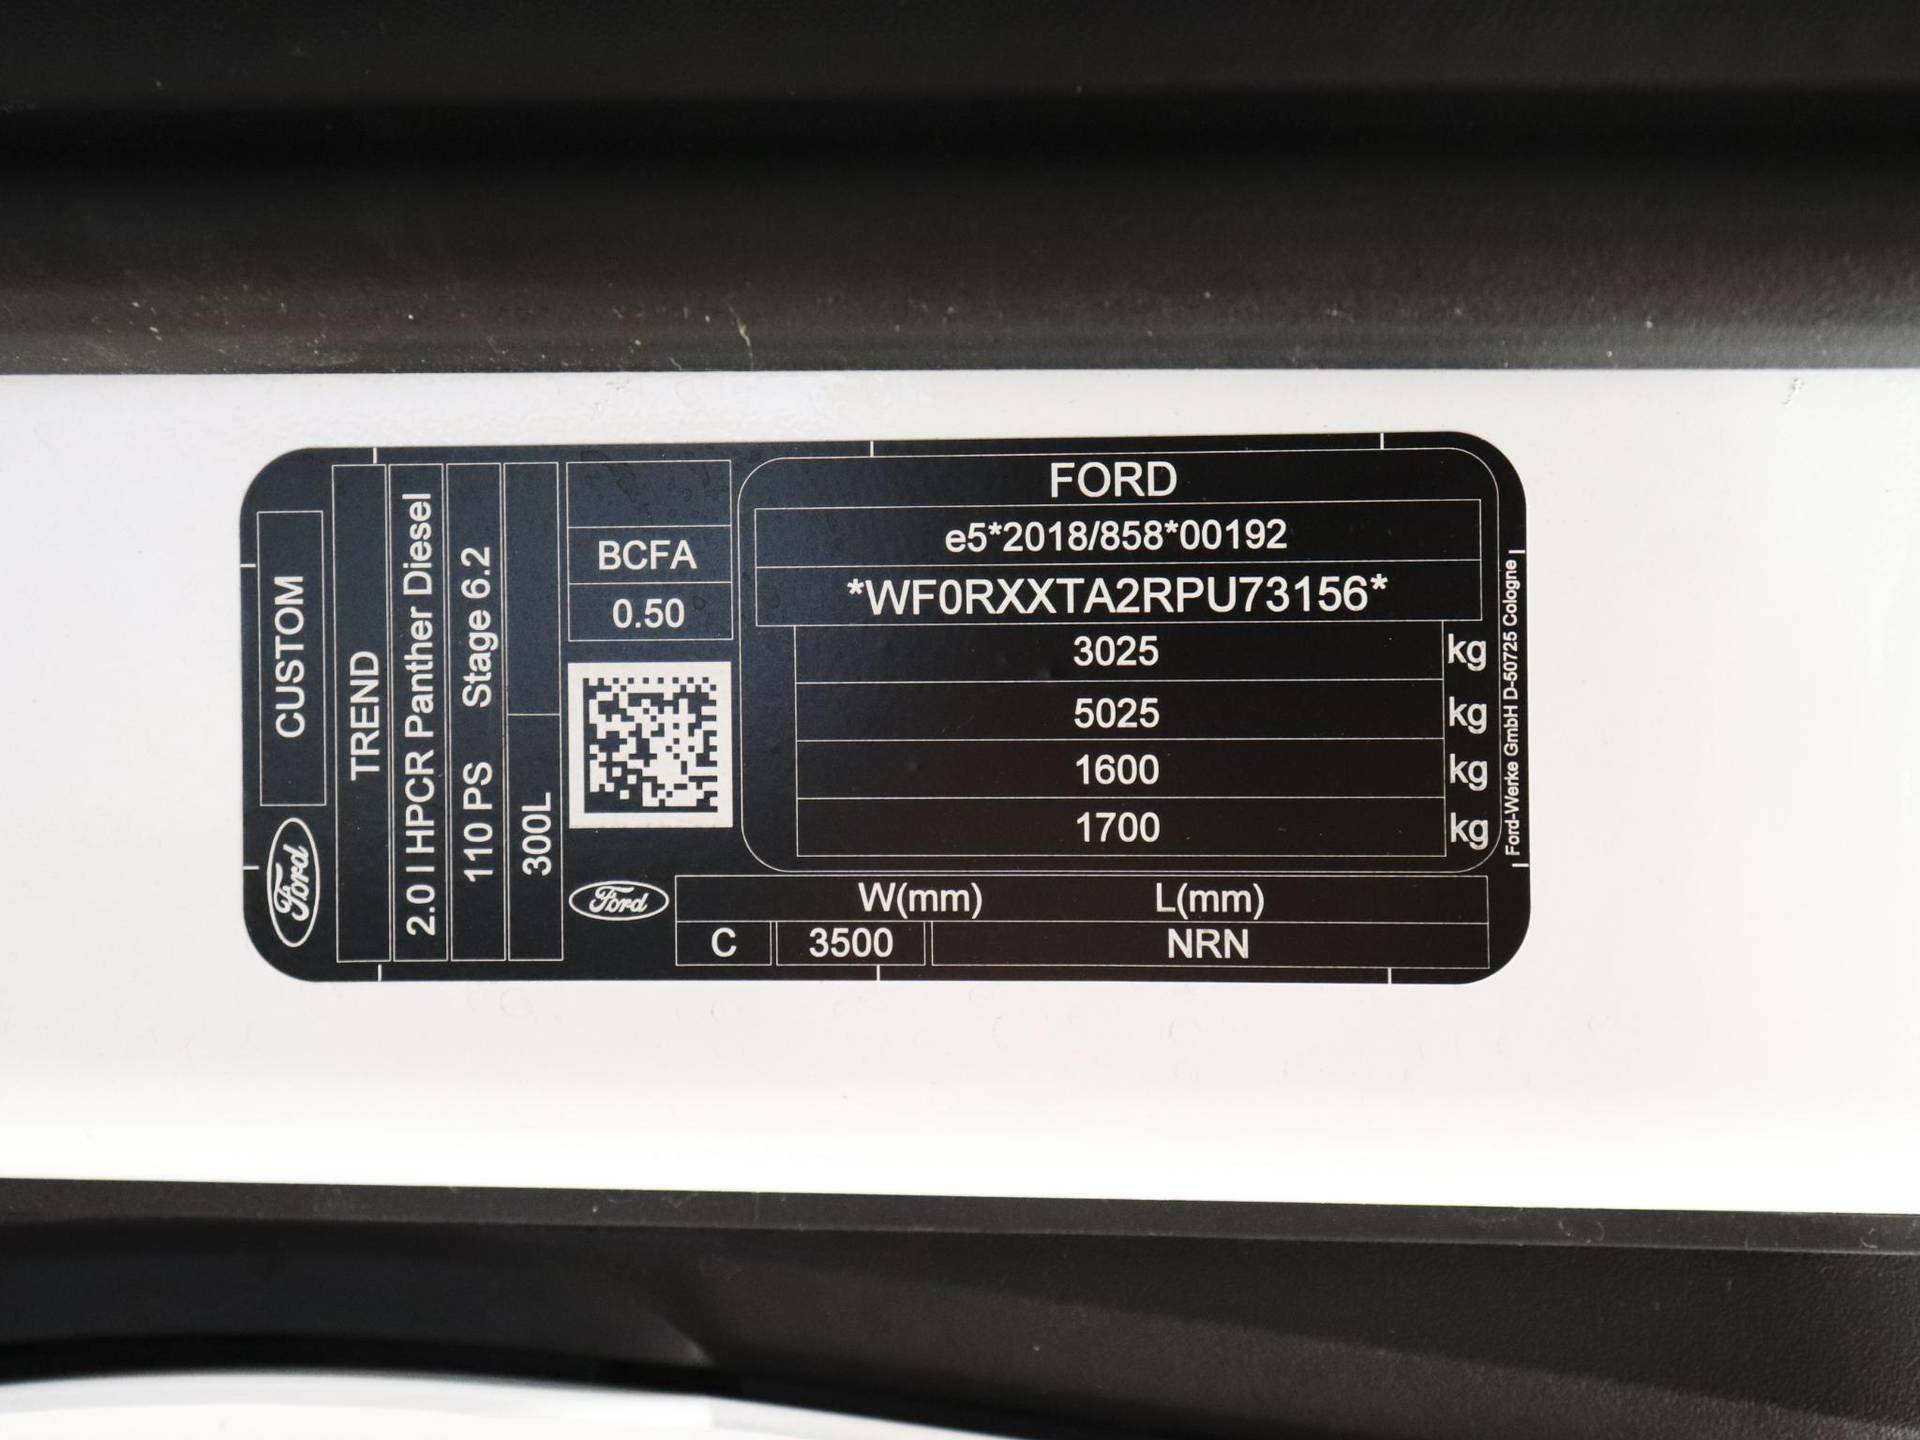 CUSTOM
Ford
TREND
2.0 l HPCR Panther Diesel
110 PS Stage 6.2
300L
BCFA
0.50
Ford
FORD
e5*2018/858*00192
*WF0RXXTA2RPU73156*
3025 kg
5025 kg
1600 kg
1700 kg
W(mm) L(mm)
C 3500 NRN
Ford-Werke GmbH D-50725 Cologne